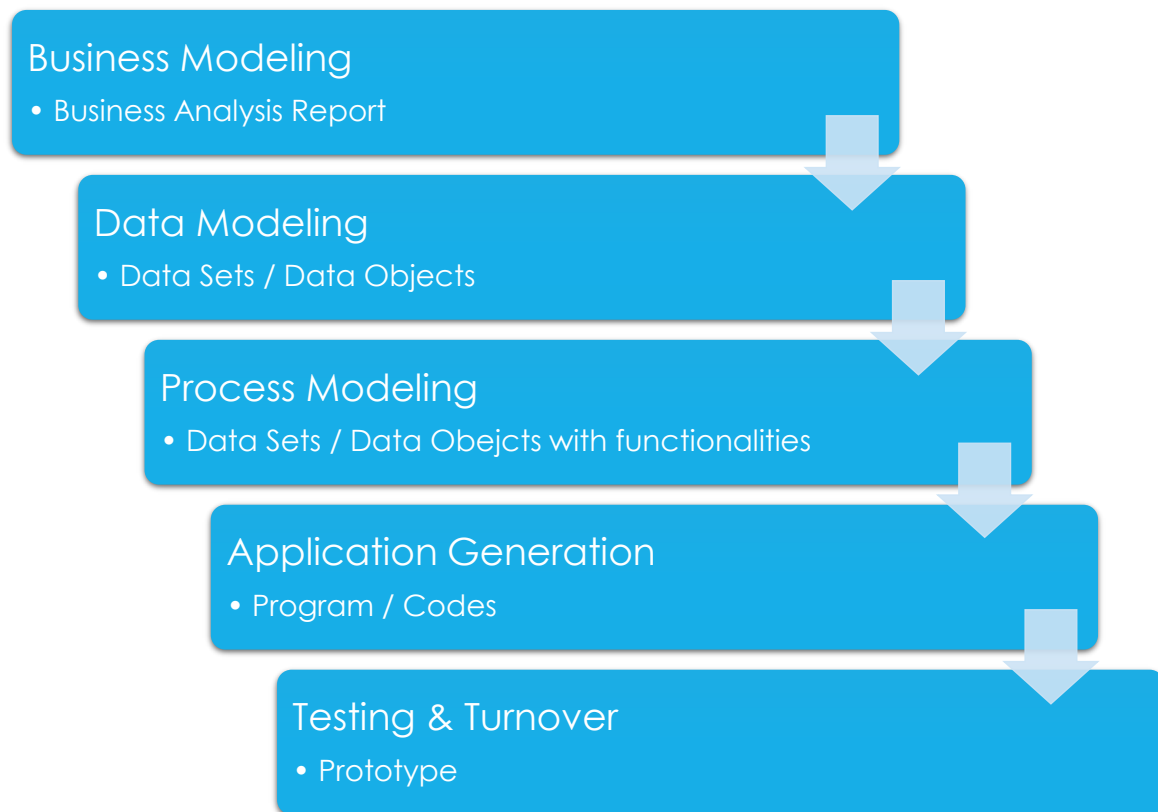 Business Modeling
• Business Analysis Report
Data Modeling
• Data Sets / Data Objects
Process Modeling
• Data Sets / Data Obejcts with functionalities
Application Generation
• Program / Codes
Testing & Turnover
• Prototype